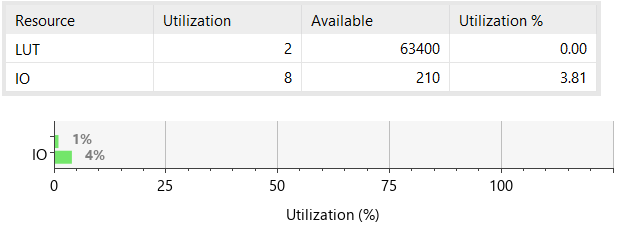 Resource Utilization Available Utilization %
LUT 2 63400 0.00
IO 8 210 3.81
1%
IO 4%
0 25 50 75 100
Utilization (%)